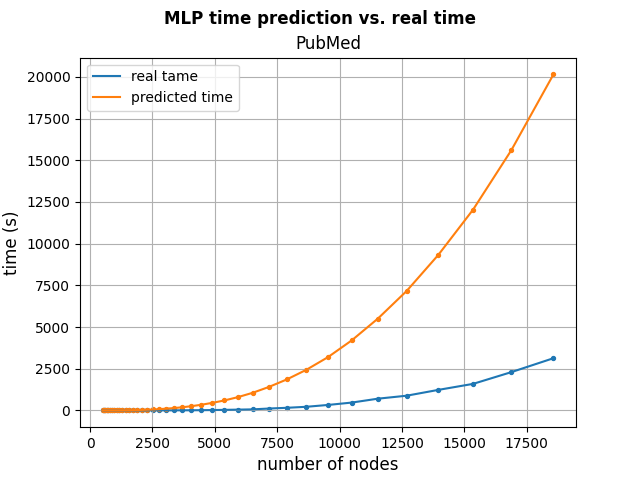 MLP time prediction vs. real time
PubMed
real tame
predicted time
time (s)
20000
17500
15000
12500
10000
7500
5000
2500
0
0 2500 5000 7500 10000 12500 15000 17500
number of nodes